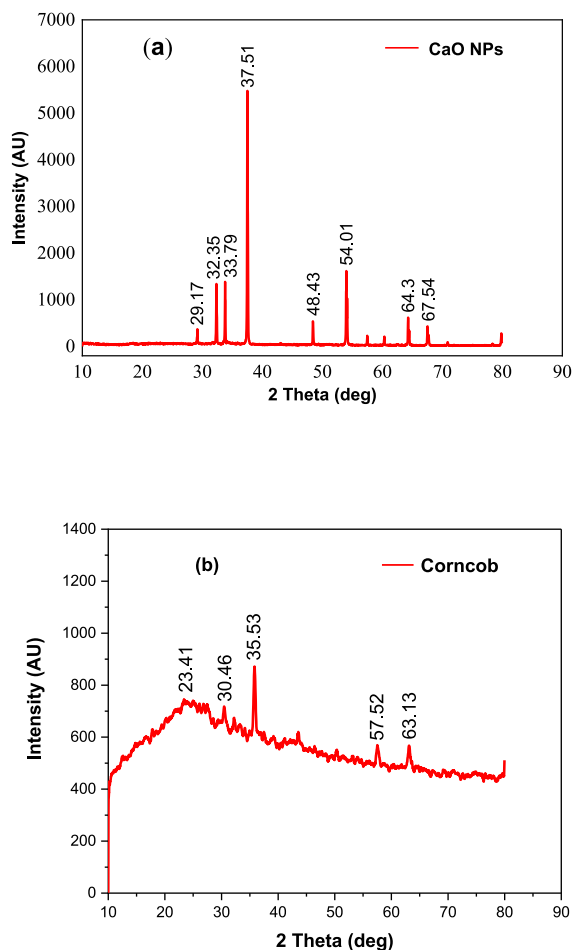 (a)
CaO NPs
7000
6000
5000
4000
3000
2000
1000
0
Intensity (AU)
29.17
32.35
33.79
37.51
48.43
54.01
64.3
67.54
10 20 30 40 50 60 70 80 90
2 Theta (deg)
(b)
Corncob
1400
1200
1000
800
600
400
200
0
Intensity (AU)
23.41
30.46
35.53
57.52
63.13
10 20 30 40 50 60 70 80 90
2 Theta (deg)